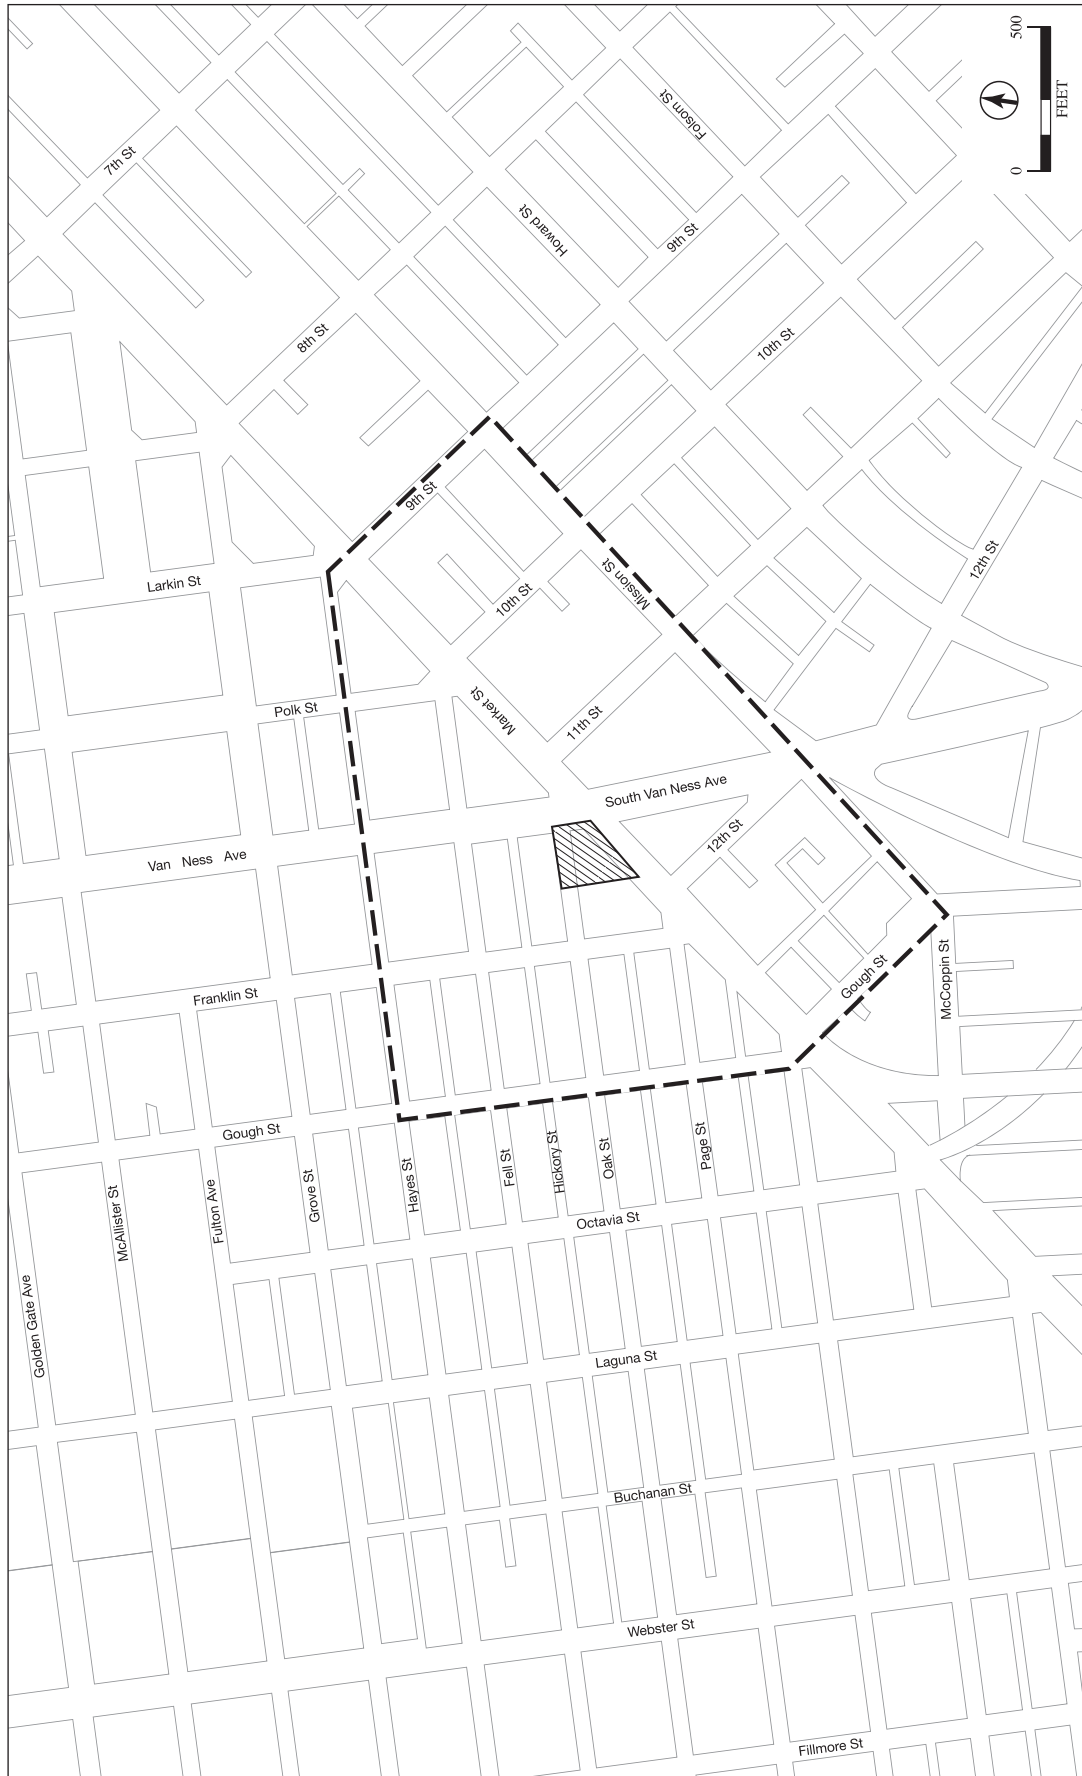 500
0
FEET
7th St
Folsom St
Howard St
9th St
8th St
10th St
9th St
12th St
Larkin St
10th St
Mission St
Polk St
Market St
11th St
South Van Ness Ave
12th St
Van Ness Ave
McCoppin St
Gough St
Franklin St
Gough St
Golden Gate Ave
McAllister St
Fulton Ave
Grove St
Hayes St
Fell St
Hickory St
Oak St
Page St
Octavia St
Laguna St
Buchanan St
Webster St
Fillmore St